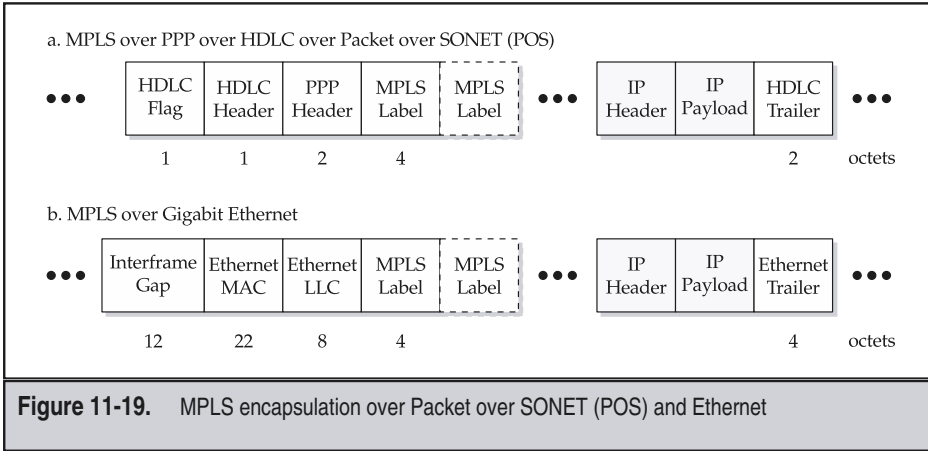 a. MPLS over PPP over HDLC over Packet over SONET (POS)
HDLC Flag HDLC Header PPP Header MPLS Label MPLS Label IP Header IP Payload HDLC Trailer
1 1 2 4 2 octets
b. MPLS over Gigabit Ethernet
Interframe Gap Ethernet MAC Ethernet LLC MPLS Label MPLS Label IP Header IP Payload Ethernet Trailer
12 22 8 4 4 octets
Figure 11-19. MPLS encapsulation over Packet over SONET (POS) and Ethernet